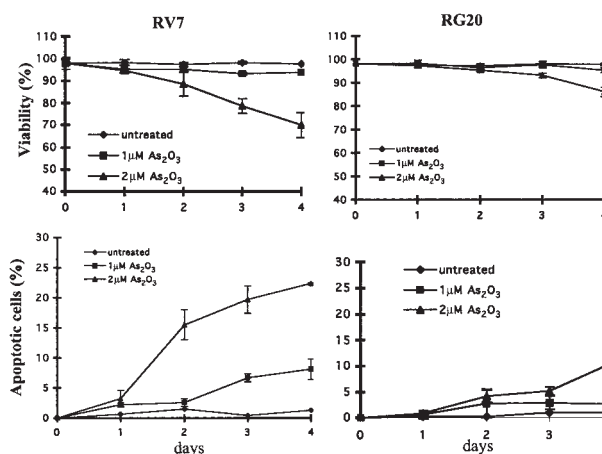 RV7
RG20
Viability (%)
100
90
80
70
60
50
40
untreated
1μM As₂O₃
2μM As₂O₃
0 1 2 3 4
100
90
80
70
60
50
40
untreated
1μM As₂O₃
2μM As₂O₃
0 1 2 3 4
Apoptotic cells (%)
30
25
20
15
10
5
0
untreated
1μM As₂O₃
2μM As₂O₃
0 1 2 3 4
days
30
25
20
15
10
5
0
untreated
1μM As₂O₃
2μM As₂O₃
0 1 2 3
days